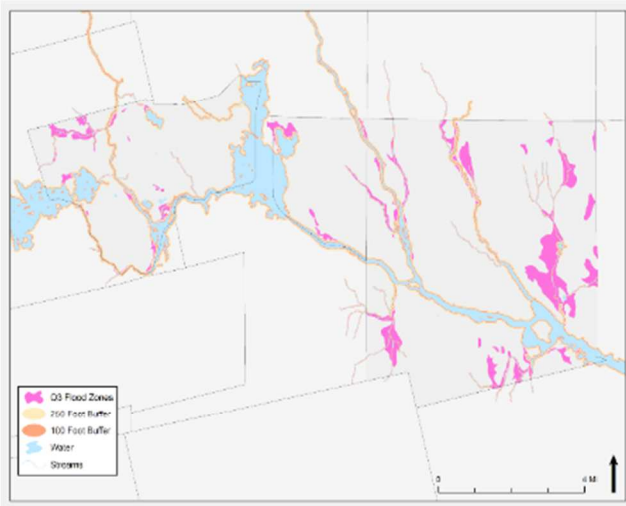 Q3 Flood Zones
250 Foot Buffer
100 Foot Buffer
Water
Streams
0
4 Mi